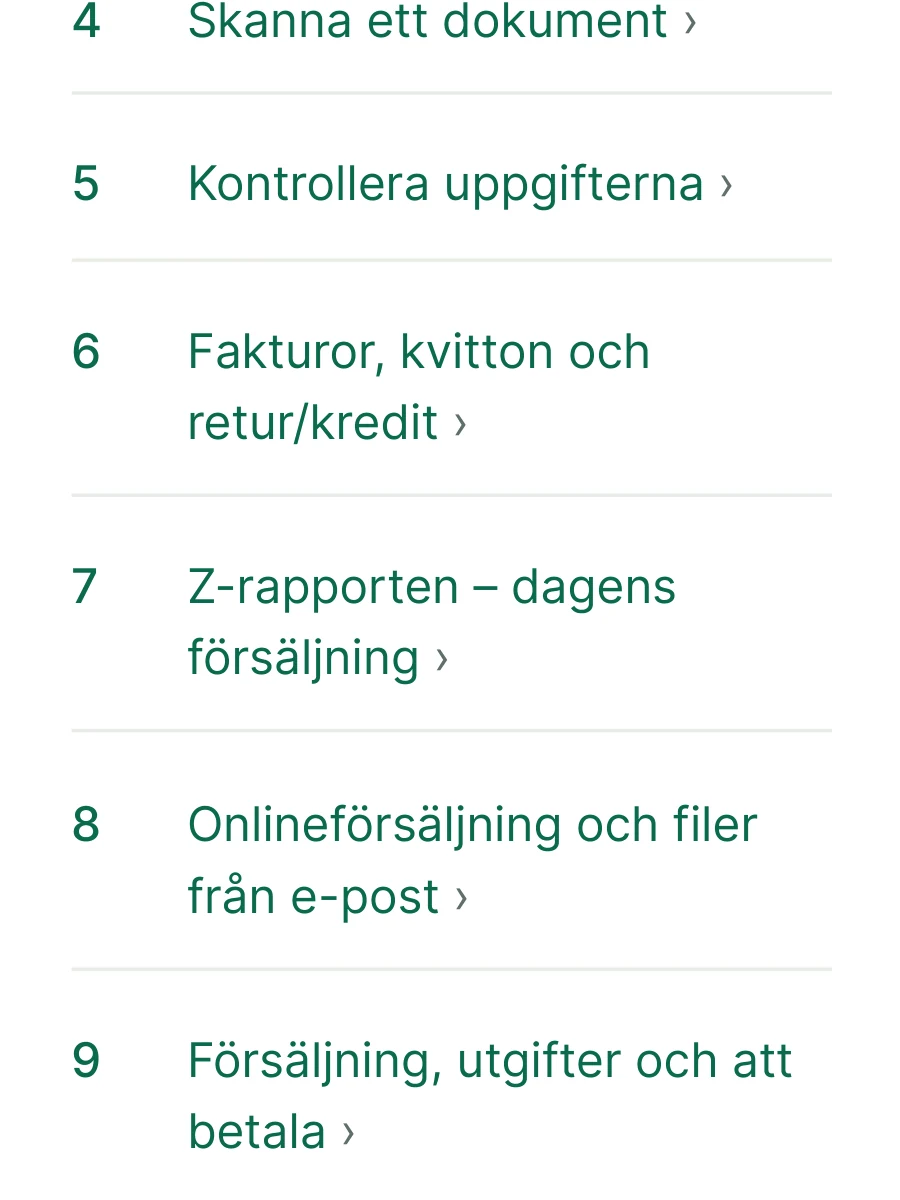 4 Skanna ett dokument ›
5 Kontrollera uppgifterna ›
6 Fakturor, kvitton och
retur/kredit ›
7 Z-rapporten – dagens
försäljning ›
8 Onlineförsäljning och filer
från e-post ›
9 Försäljning, utgifter och att
betala ›